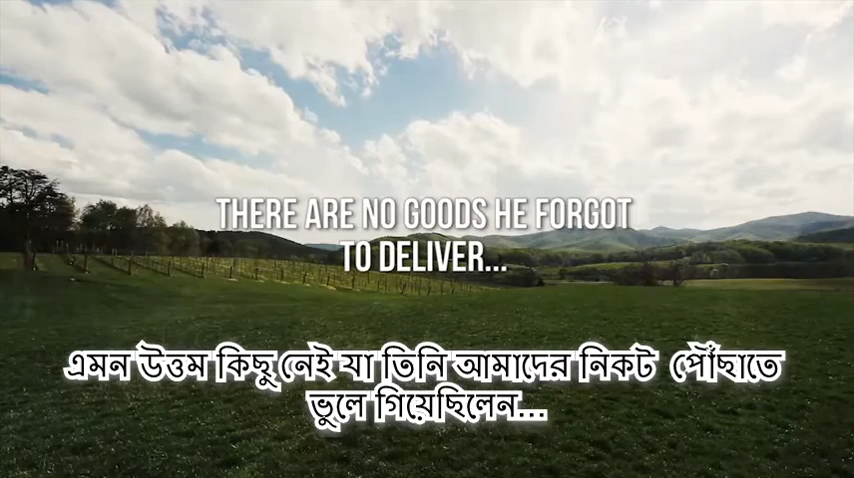 THERE ARE NO GOODS HE FORGOT
TO DELIVER...
এমন উত্তম কিছু নেই যা তিনি আমাদের নিকট পৌঁছাতে
ভুলে গিয়েছিলেন...